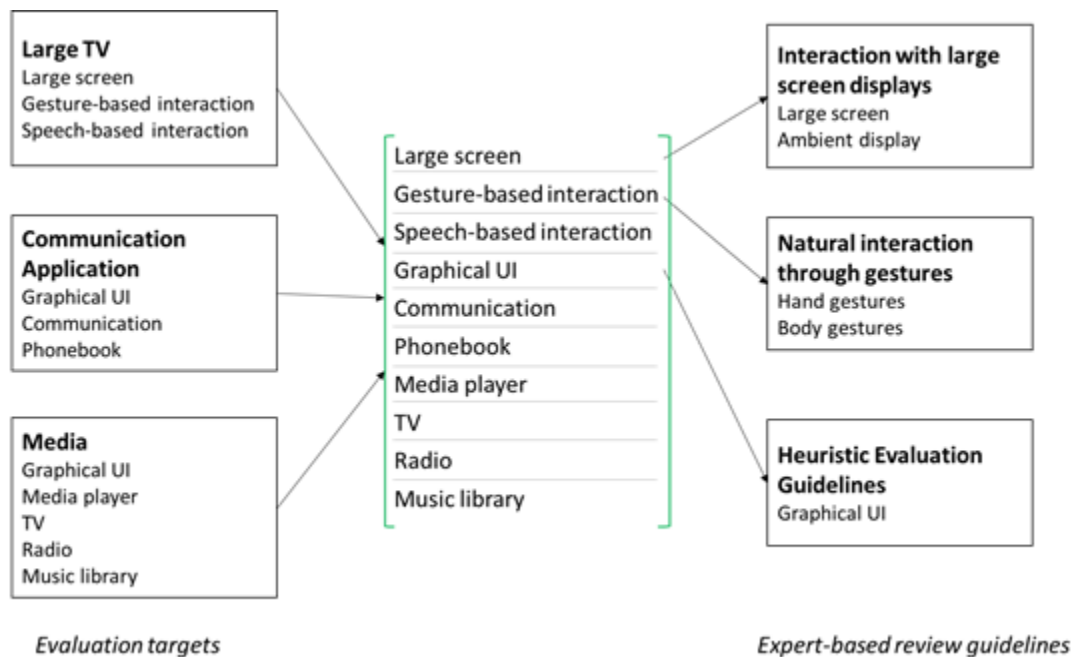 Large TV
Large screen
Gesture-based interaction
Speech-based interaction
Communication
Application
Graphical UI
Communication
Phonebook
Media
Graphical UI
Media player
TV
Radio
Music library
Evaluation targets
Large screen
Gesture-based interaction
Speech-based interaction
Graphical UI
Communication
Phonebook
Media player
TV
Radio
Music library
Interaction with large
screen displays
Large screen
Ambient display
Natural interaction
through gestures
Hand gestures
Body gestures
Heuristic Evaluation
Guidelines
Graphical UI
Expert-based review guidelines